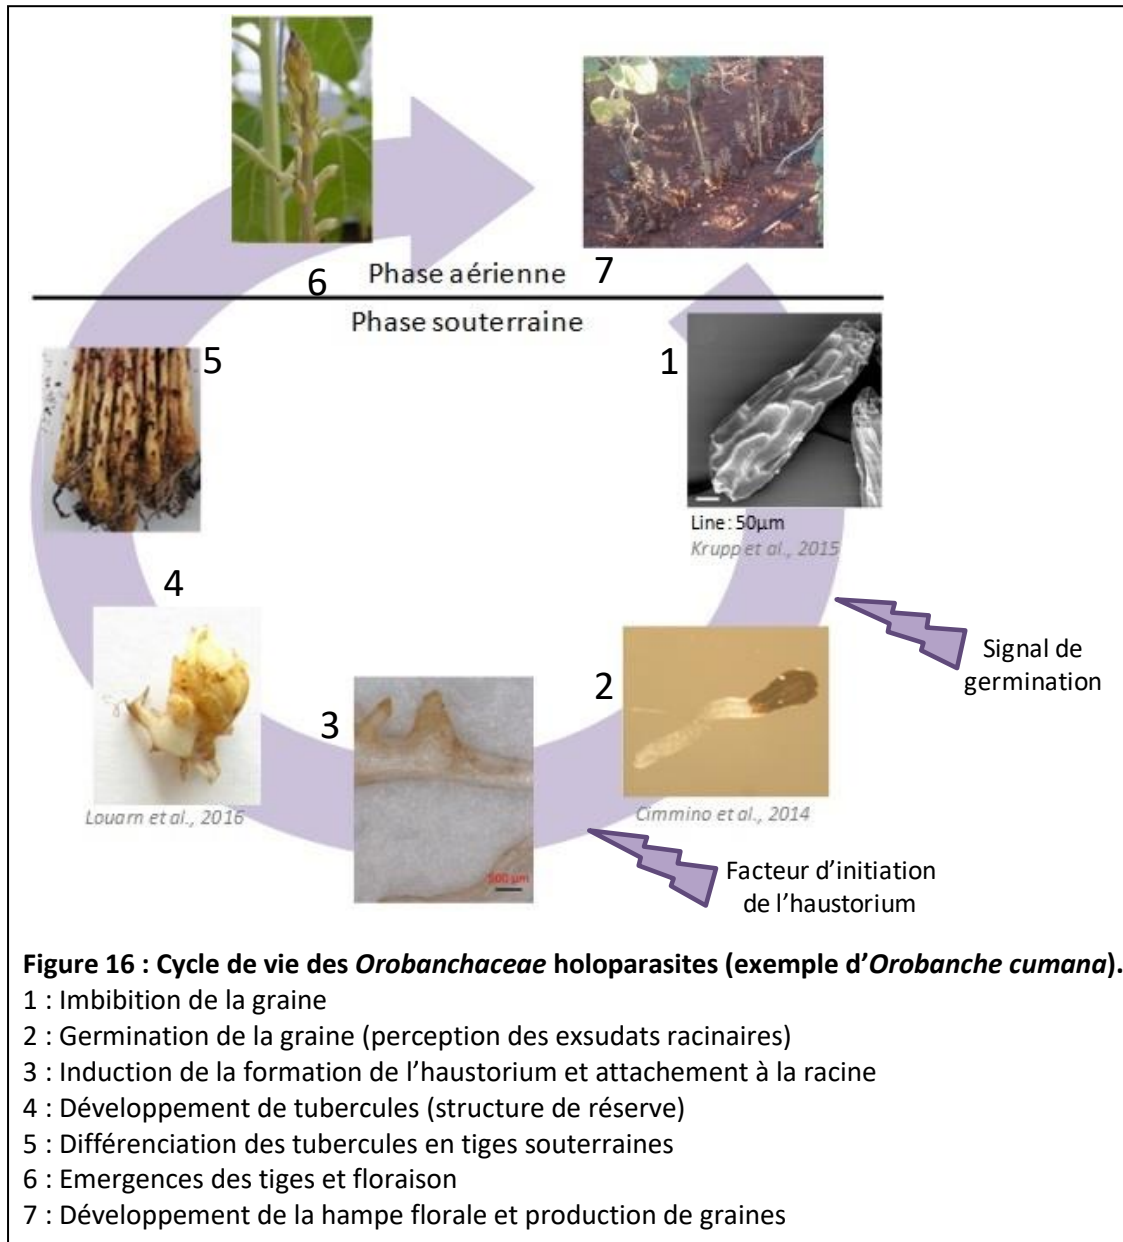 6
Phase aérienne
7
Phase souterraine
5
1
Line : 50µm
Krupp et al., 2015
4
Signal de
germination
2
3
Louarn et al., 2016
Cimmino et al., 2014
500 µm
Facteur d’initiation
de l’haustorium
Figure 16 : Cycle de vie des Orobanchaceae holoparasites (exemple d’Orobanche cumana).
1 : Imbibition de la graine
2 : Germination de la graine (perception des exsudats racinaires)
3 : Induction de la formation de l’haustorium et attachement à la racine
4 : Développement de tubercules (structure de réserve)
5 : Différenciation des tubercules en tiges souterraines
6 : Emergences des tiges et floraison
7 : Développement de la hampe florale et production de graines